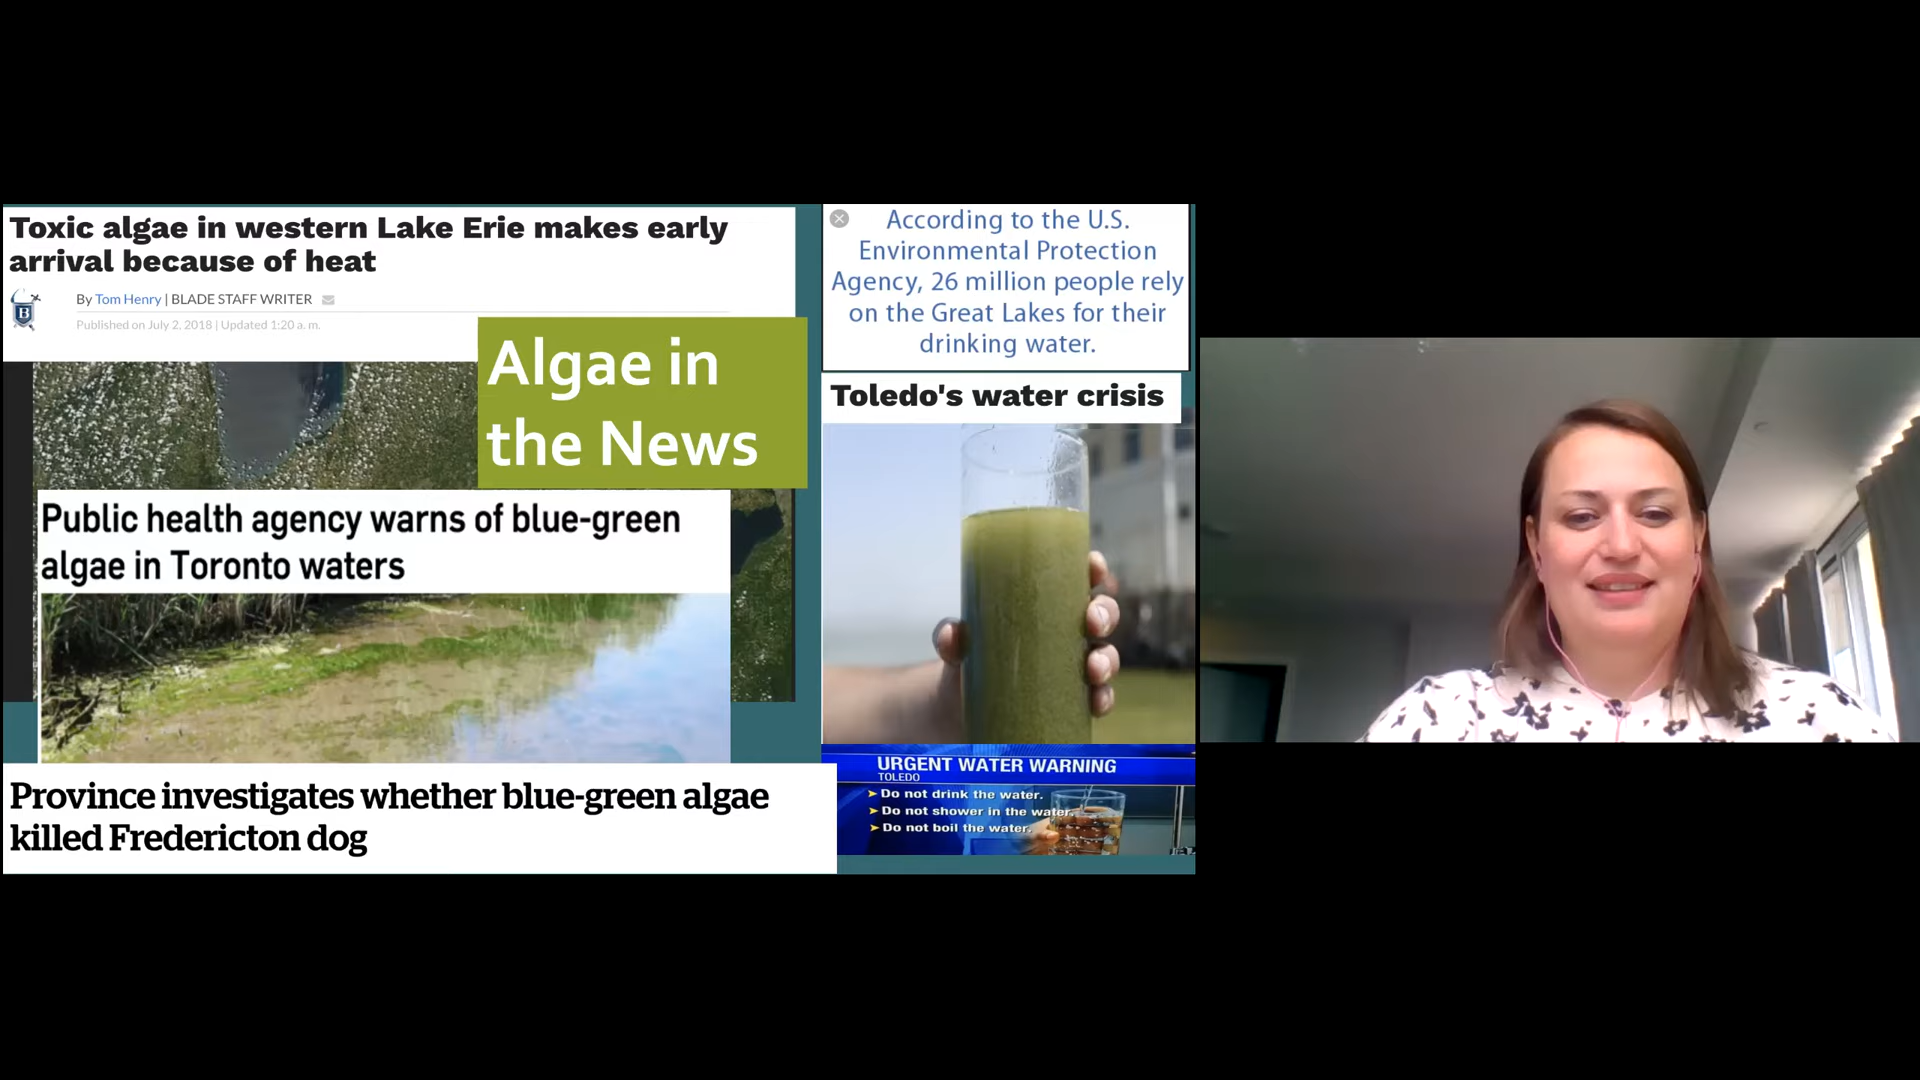 Toxic algae in western Lake Erie makes early
arrival because of heat
B
By Tom Henry | BLADE STAFF WRITER
Published on July 2, 2018 | Updated 1:20 a. m.
Algae in
the News
Public health agency warns of blue-green
algae in Toronto waters
Province investigates whether blue-green algae
killed Fredericton dog
According to the U.S.
Environmental Protection
Agency, 26 million people rely
on the Great Lakes for their
drinking water.
Toledo's water crisis
URGENT WATER WARNING
TOLEDO
➤ Do not drink the water.
➤ Do not shower in the water.
➤ Do not boil the water.